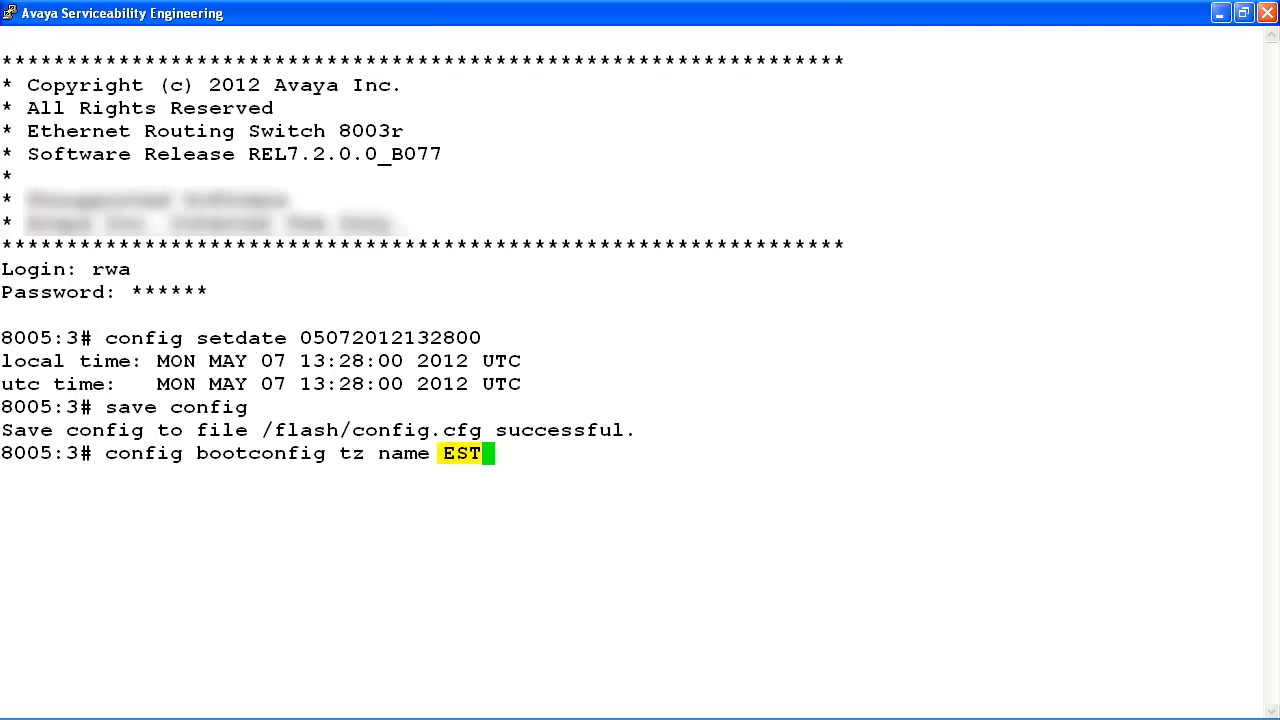 Avaya Serviceability Engineering
*****************************************************************
* Copyright (c) 2012 Avaya Inc.
* All Rights Reserved
* Ethernet Routing Switch 8003r
* Software Release REL7.2.0.0_B077
*
*
*
*****************************************************************
Login: rwa
Password: ******
8005:3# config setdate 05072012132800
local time: MON MAY 07 13:28:00 2012 UTC
utc time:   MON MAY 07 13:28:00 2012 UTC
8005:3# save config
Save config to file /flash/config.cfg successful.
8005:3# config bootconfig tz name EST